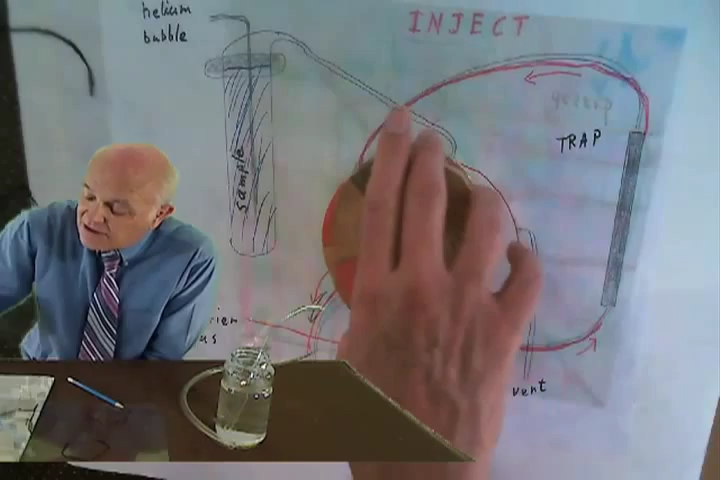 helium
bubble
INJECT
TRAP
sample
vent